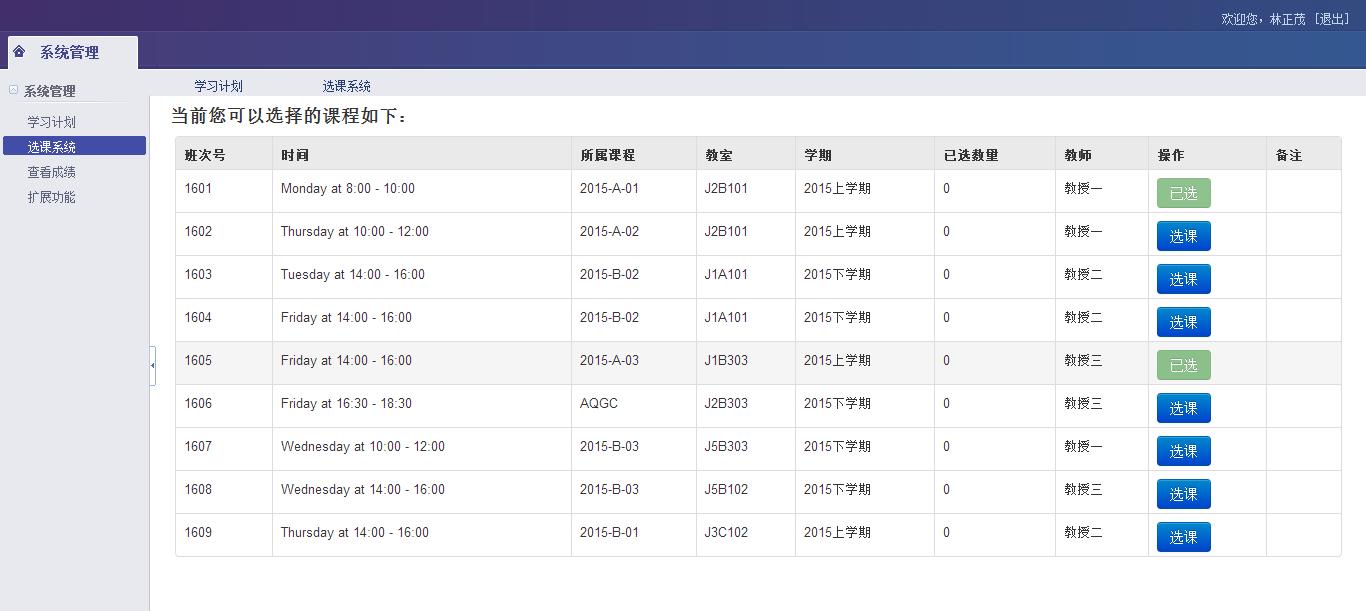 欢迎您，林正茂 [退出]
系统管理
系统管理
学习计划
选课系统
查看成绩
扩展功能
学习计划 选课系统
当前您可以选择的课程如下：
班次号 时间 所属课程 教室 学期 已选数量 教师 操作 备注
1601 Monday at 8:00 - 10:00 2015-A-01 J2B101 2015上学期 0 教授一 已选
1602 Thursday at 10:00 - 12:00 2015-A-02 J2B101 2015上学期 0 教授一 选课
1603 Tuesday at 14:00 - 16:00 2015-B-02 J1A101 2015下学期 0 教授二 选课
1604 Friday at 14:00 - 16:00 2015-B-02 J1A101 2015下学期 0 教授二 选课
1605 Friday at 14:00 - 16:00 2015-A-03 J1B303 2015上学期 0 教授三 已选
1606 Friday at 16:30 - 18:30 AQGC J2B303 2015下学期 0 教授三 选课
1607 Wednesday at 10:00 - 12:00 2015-B-03 J5B303 2015下学期 0 教授一 选课
1608 Wednesday at 14:00 - 16:00 2015-B-03 J5B102 2015下学期 0 教授三 选课
1609 Thursday at 14:00 - 16:00 2015-B-01 J3C102 2015上学期 0 教授二 选课